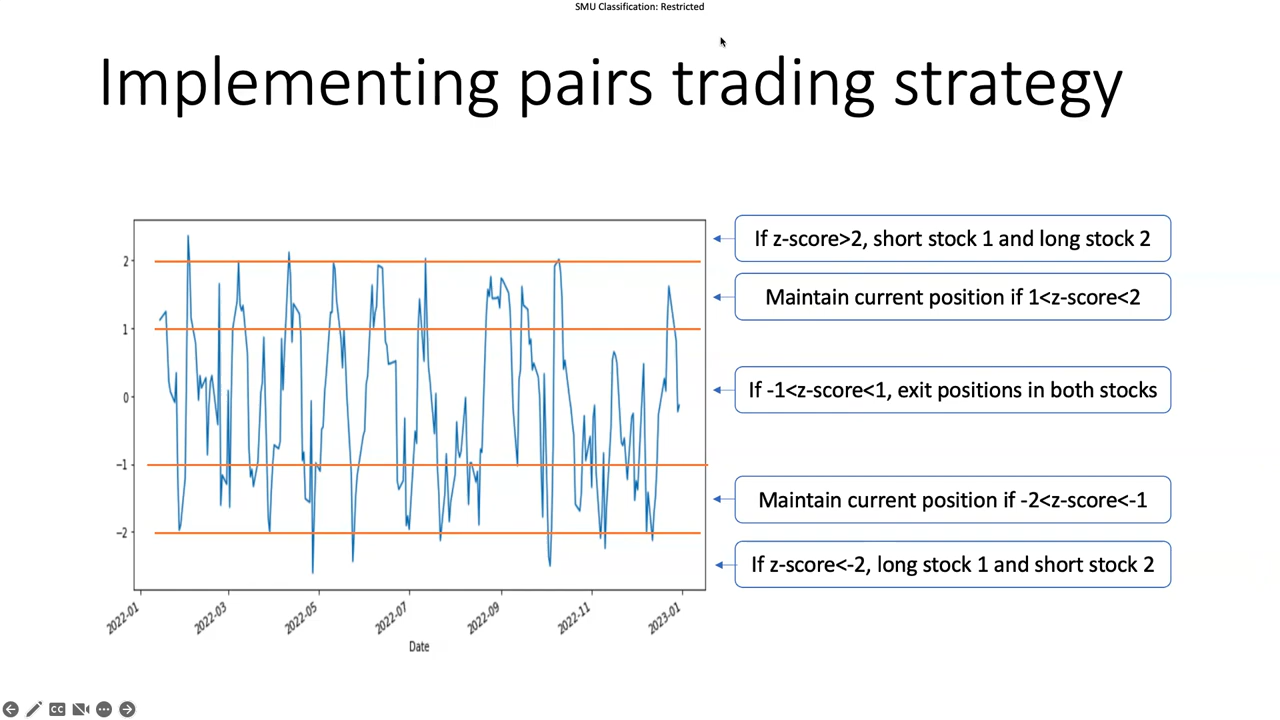 SMU Classification: Restricted
Implementing pairs trading strategy
If z-score>2, short stock 1 and long stock 2
2
Maintain current position if 1<z-score<2
1
If -1<z-score<1, exit positions in both stocks
0
−1
Maintain current position if -2<z-score<-1
−2
If z-score<-2, long stock 1 and short stock 2
2022-01
2022-03
2022-05
2022-07
2022-09
2022-11
2023-01
Date
CC